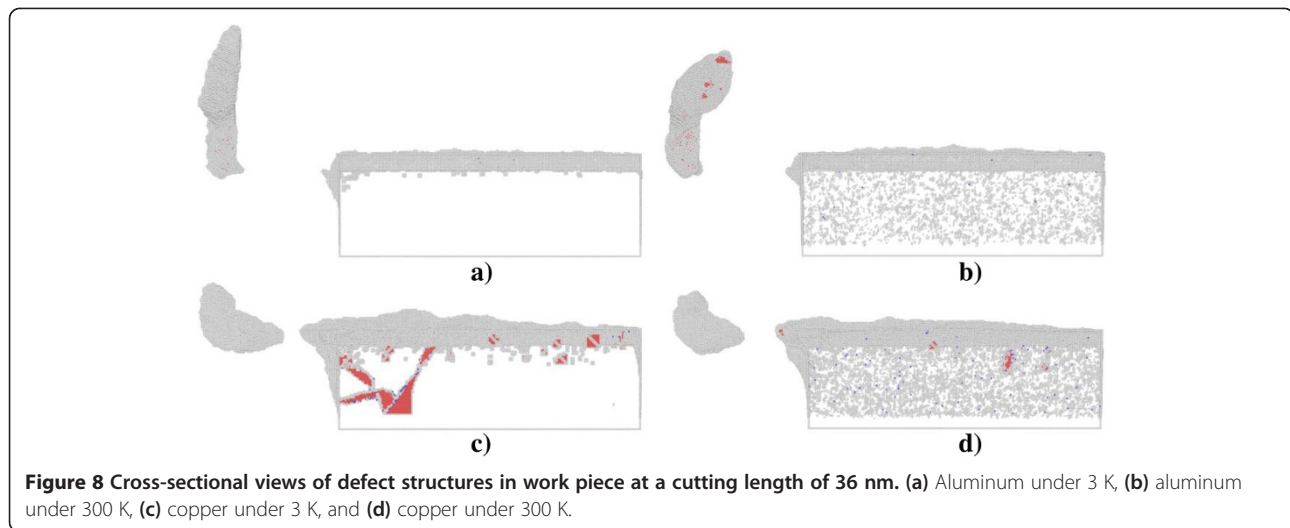 a)
b)
c)
d)
Figure 8 Cross-sectional views of defect structures in work piece at a cutting length of 36 nm. (a) Aluminum under 3 K, (b) aluminum
under 300 K, (c) copper under 3 K, and (d) copper under 300 K.